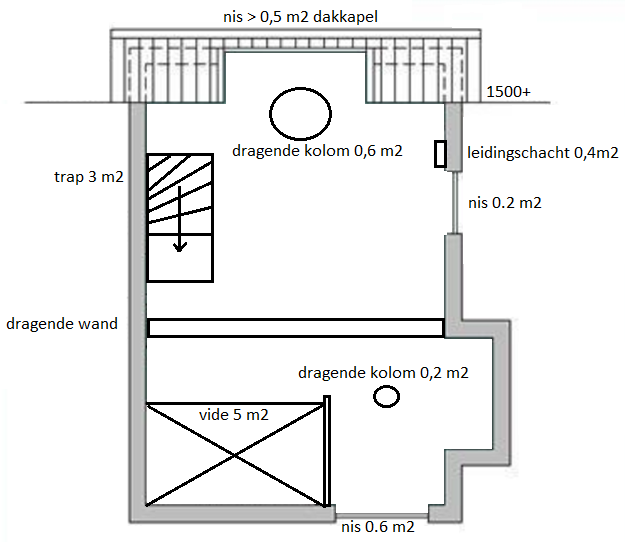 nis > 0,5 m2 dakkapel
1500+
dragende kolom 0,6 m2
leidingschacht 0,4m2
trap 3 m2
nis 0.2 m2
dragende wand
dragende kolom 0,2 m2
vide 5 m2
nis 0.6 m2